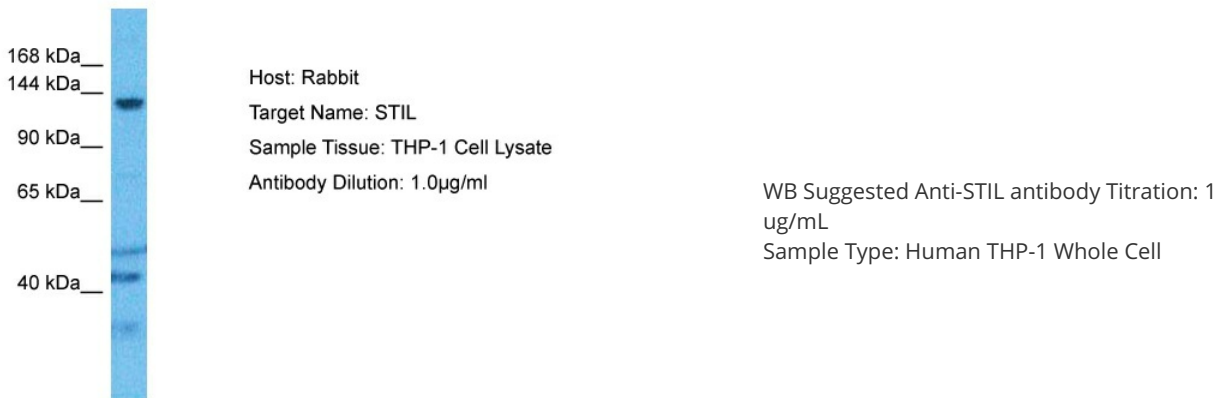 168 kDa__
144 kDa__
90 kDa__
65 kDa__
40 kDa__
Host: Rabbit
Target Name: STIL
Sample Tissue: THP-1 Cell Lysate
Antibody Dilution: 1.0µg/ml
WB Suggested Anti-STIL antibody Titration: 1
ug/mL
Sample Type: Human THP-1 Whole Cell